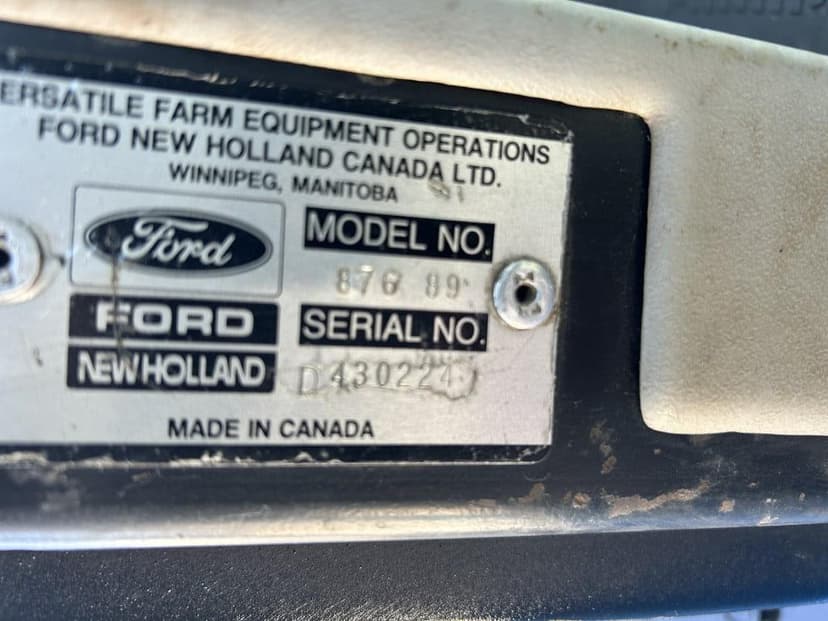 ERSATILE FARM EQUIPMENT OPERATIONS
FORD NEW HOLLAND CANADA LTD.
WINNIPEG, MANITOBA
Ford
MODEL NO.
876 89
FORD
SERIAL NO.
NEW HOLLAND
D430224
MADE IN CANADA